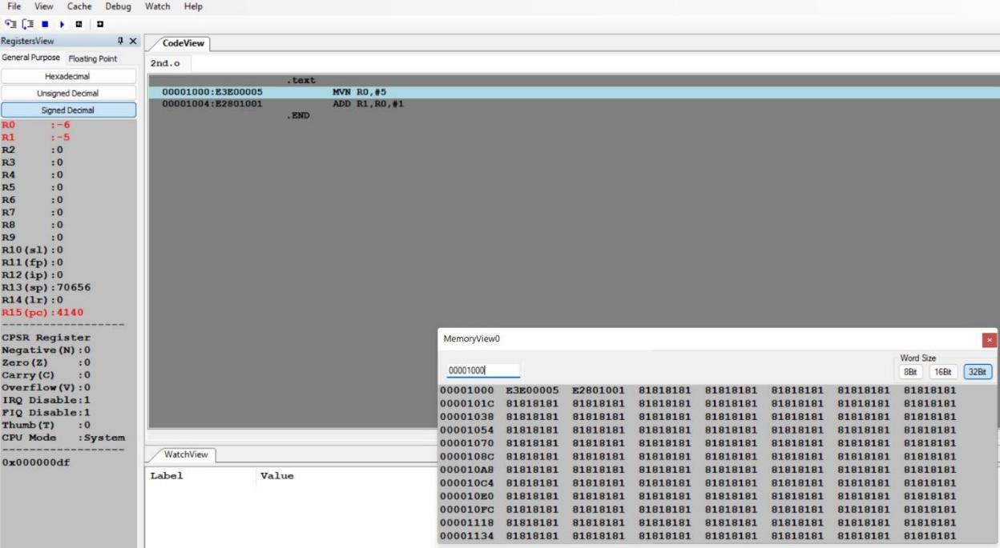 File View Cache Debug Watch Help
RegistersView
General Purpose Floating Point
Hexadecimal
Unsigned Decimal
Signed Decimal
R0 :-6
R1 :-5
R2 :0
R3 :0
R4 :0
R5 :0
R6 :0
R7 :0
R8 :0
R9 :0
R10(sl):0
R11(fp):0
R12(ip):0
R13(sp):70656
R14(lr):0
R15(pc):4140
-------------------
CPSR Register
Negative(N):0
Zero(Z) :0
Carry(C) :0
Overflow(V):0
IRQ Disable:1
FIQ Disable:1
Thumb(T) :0
CPU Mode :System
-------------------
0x000000df
CodeView
2nd.o
.text
00001000:E3E00005 MVN R0,#5
00001004:E2801001 ADD R1,R0,#1
.END
WatchView
Label Value
MemoryView0
00001000
Word Size
8Bit 16Bit 32Bit
00001000 E3E00005 E2801001 81818181 81818181 81818181 81818181 81818181
0000101C 81818181 81818181 81818181 81818181 81818181 81818181 81818181
00001038 81818181 81818181 81818181 81818181 81818181 81818181 81818181
00001054 81818181 81818181 81818181 81818181 81818181 81818181 81818181
00001070 81818181 81818181 81818181 81818181 81818181 81818181 81818181
0000108C 81818181 81818181 81818181 81818181 81818181 81818181 81818181
000010A8 81818181 81818181 81818181 81818181 81818181 81818181 81818181
000010C4 81818181 81818181 81818181 81818181 81818181 81818181 81818181
000010E0 81818181 81818181 81818181 81818181 81818181 81818181 81818181
000010FC 81818181 81818181 81818181 81818181 81818181 81818181 81818181
00001118 81818181 81818181 81818181 81818181 81818181 81818181 81818181
00001134 81818181 81818181 81818181 81818181 81818181 81818181 81818181